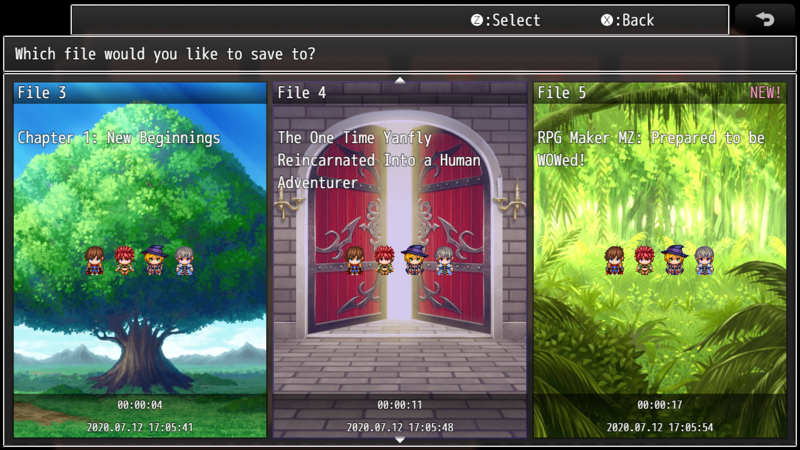 Z:Select X:Back
Which file would you like to save to?
File 3
Chapter 1: New Beginnings
00:00:04
2020.07.12 17:05:41
File 4
The One Time Yanfly
Reincarnated Into a Human
Adventurer
00:00:11
2020.07.12 17:05:48
File 5 NEW!
RPG Maker MZ: Prepared to be
WOWed!
00:00:17
2020.07.12 17:05:54